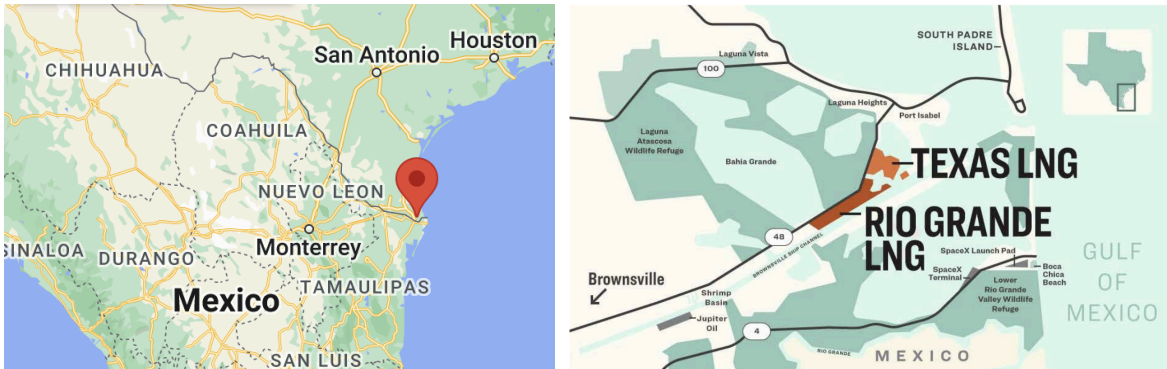 Houston
San Antonio
CHIHUAHUA
COAHUILA
NUEVO LEON
Monterrey
SINALOA
DURANGO
TAMAULIPAS
Mexico
SAN LUIS
SOUTH PADRE
ISLAND
Laguna Vista
100
Laguna Heights
Port Isabel
Laguna
Atascosa
Wildlife Refuge
Bahia Grande
TEXAS LNG
RIO GRANDE
LNG
48
BROWNSVILLE SHIP CHANNEL
SpaceX Launch Pad
SpaceX
Terminal
Boca
Chica
Beach
GULF
OF
MEXICO
Brownsville
Shrimp
Basin
Jupiter
Oil
Lower
Rio Grande
Valley Wildlife
Refuge
4
RIO GRANDE
MEXICO